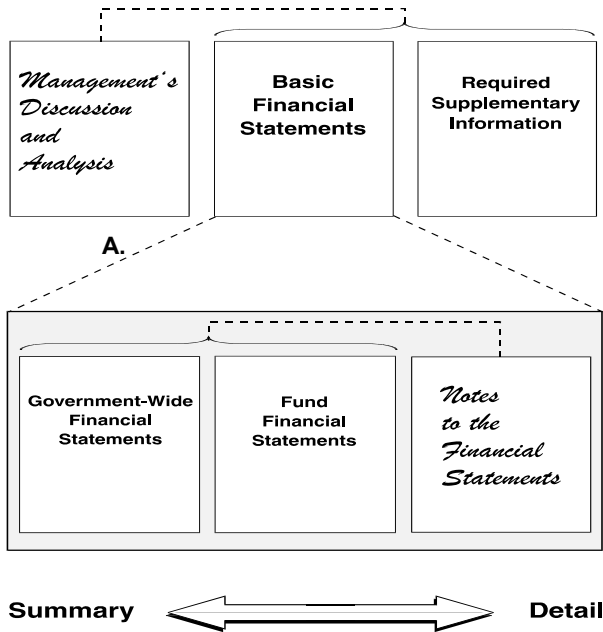 Management's
Discussion
and
Analysis
Basic
Financial
Statements
Required
Supplementary
Information
A.
Government-Wide
Financial
Statements
Fund
Financial
Statements
Notes
to the
Financial
Statements
Summary
Detail